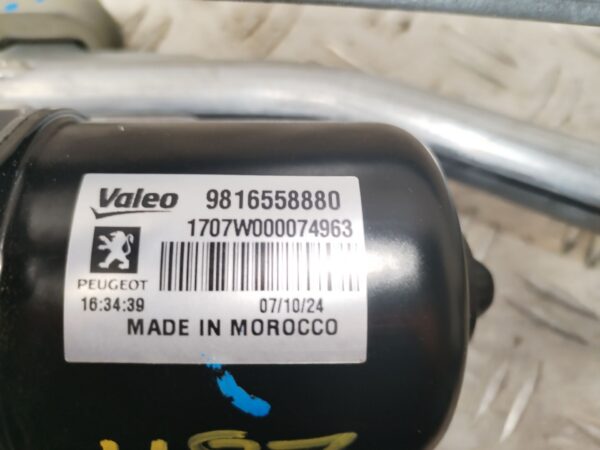 Valeo 9816558880
1707W000074963
PEUGEOT
16:34:39 07/10/24
MADE IN MOROCCO